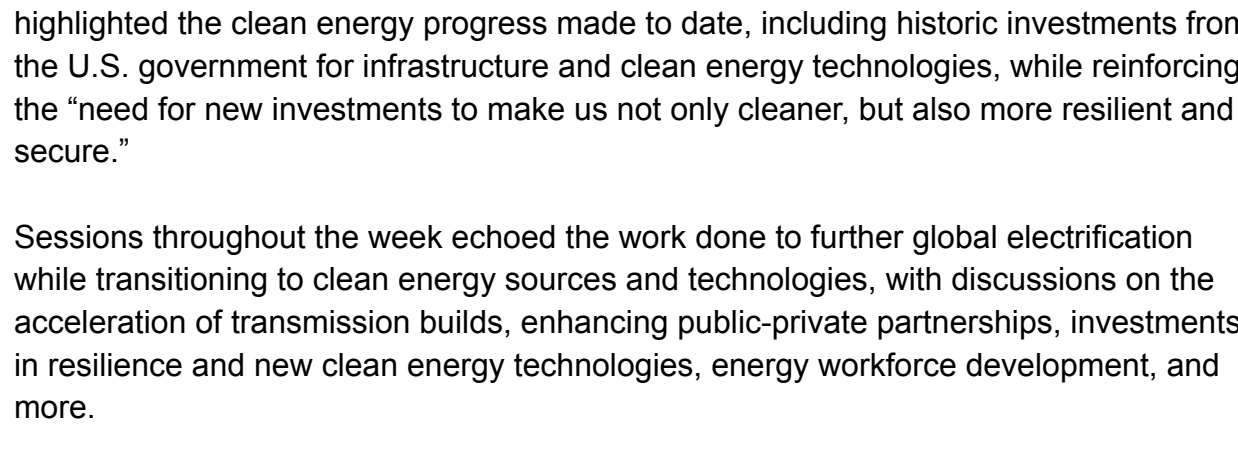 highlighted the clean energy progress made to date, including historic investments from
the U.S. government for infrastructure and clean energy technologies, while reinforcing
the “need for new investments to make us not only cleaner, but also more resilient and
secure.”
Sessions throughout the week echoed the work done to further global electrification
while transitioning to clean energy sources and technologies, with discussions on the
acceleration of transmission builds, enhancing public-private partnerships, investments
in resilience and new clean energy technologies, energy workforce development, and
more.